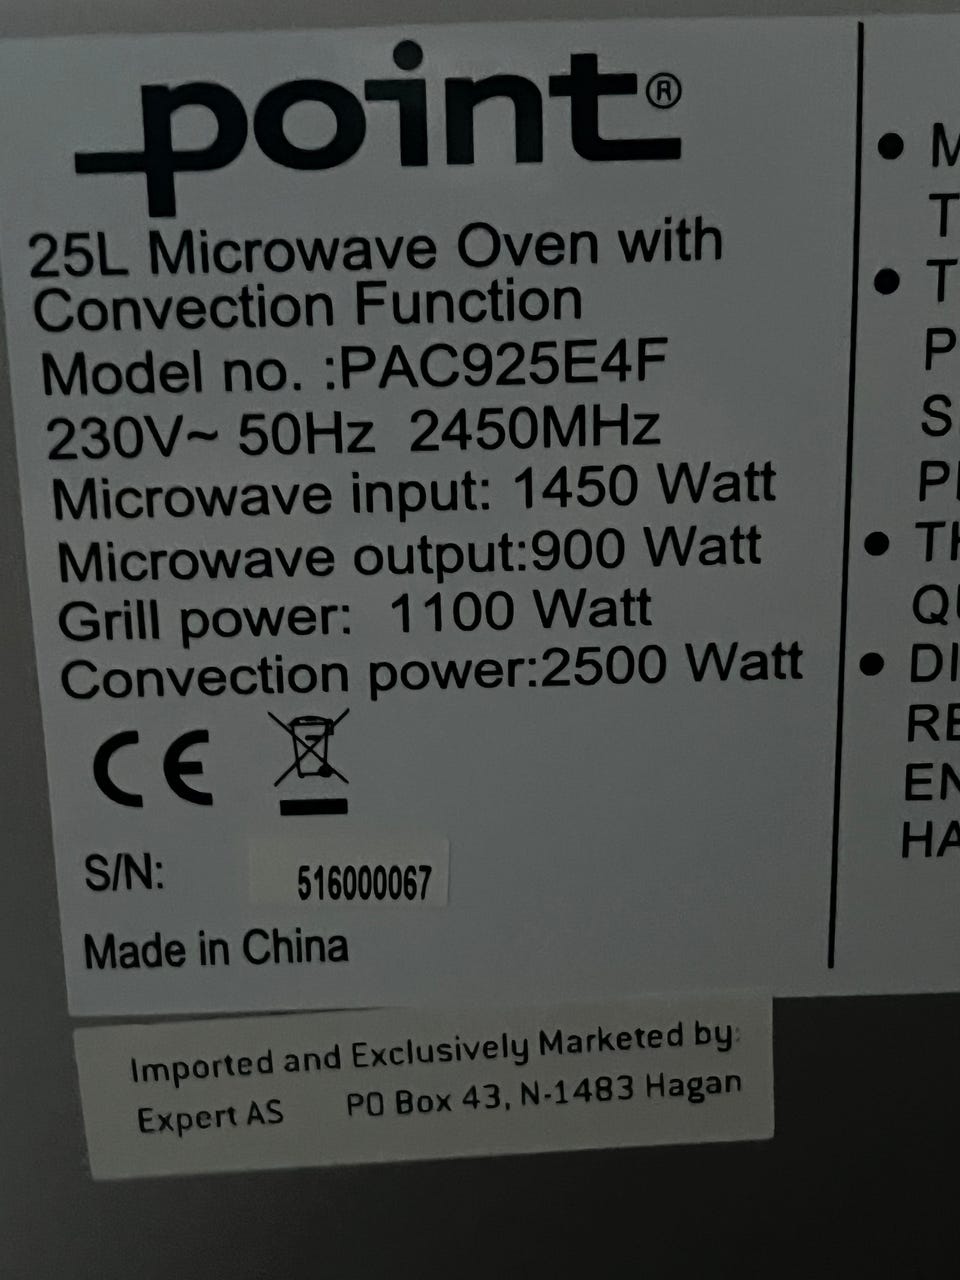 point®
25L Microwave Oven with
Convection Function
Model no. :PAC925E4F
230V~ 50Hz 2450MHz
Microwave input: 1450 Watt
Microwave output:900 Watt
Grill power: 1100 Watt
Convection power:2500 Watt
CE
S/N: 516000067
Made in China
Imported and Exclusively Marketed by:
Expert AS PO Box 43, N-1483 Hagan